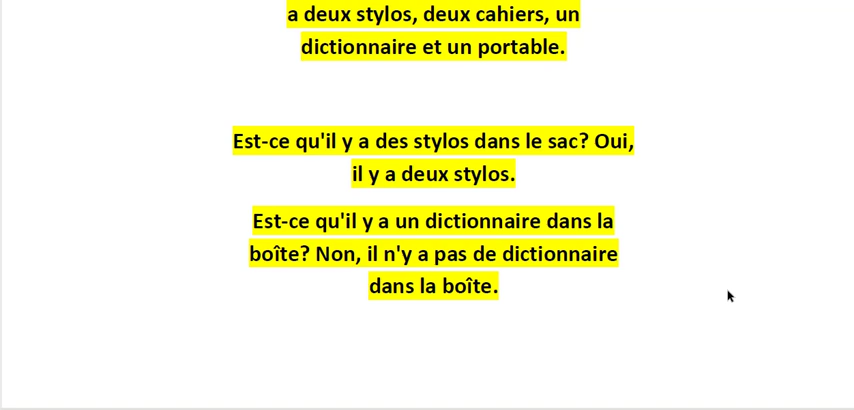 a deux stylos, deux cahiers, un
dictionnaire et un portable.
Est-ce qu'il y a des stylos dans le sac? Oui,
il y a deux stylos.
Est-ce qu'il y a un dictionnaire dans la
boîte? Non, il n'y a pas de dictionnaire
dans la boîte.